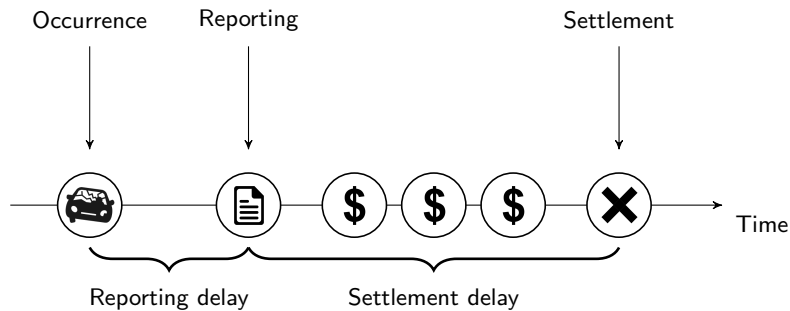 Occurrence
Reporting
Settlement
$
$
$
Time
Reporting delay
Settlement delay